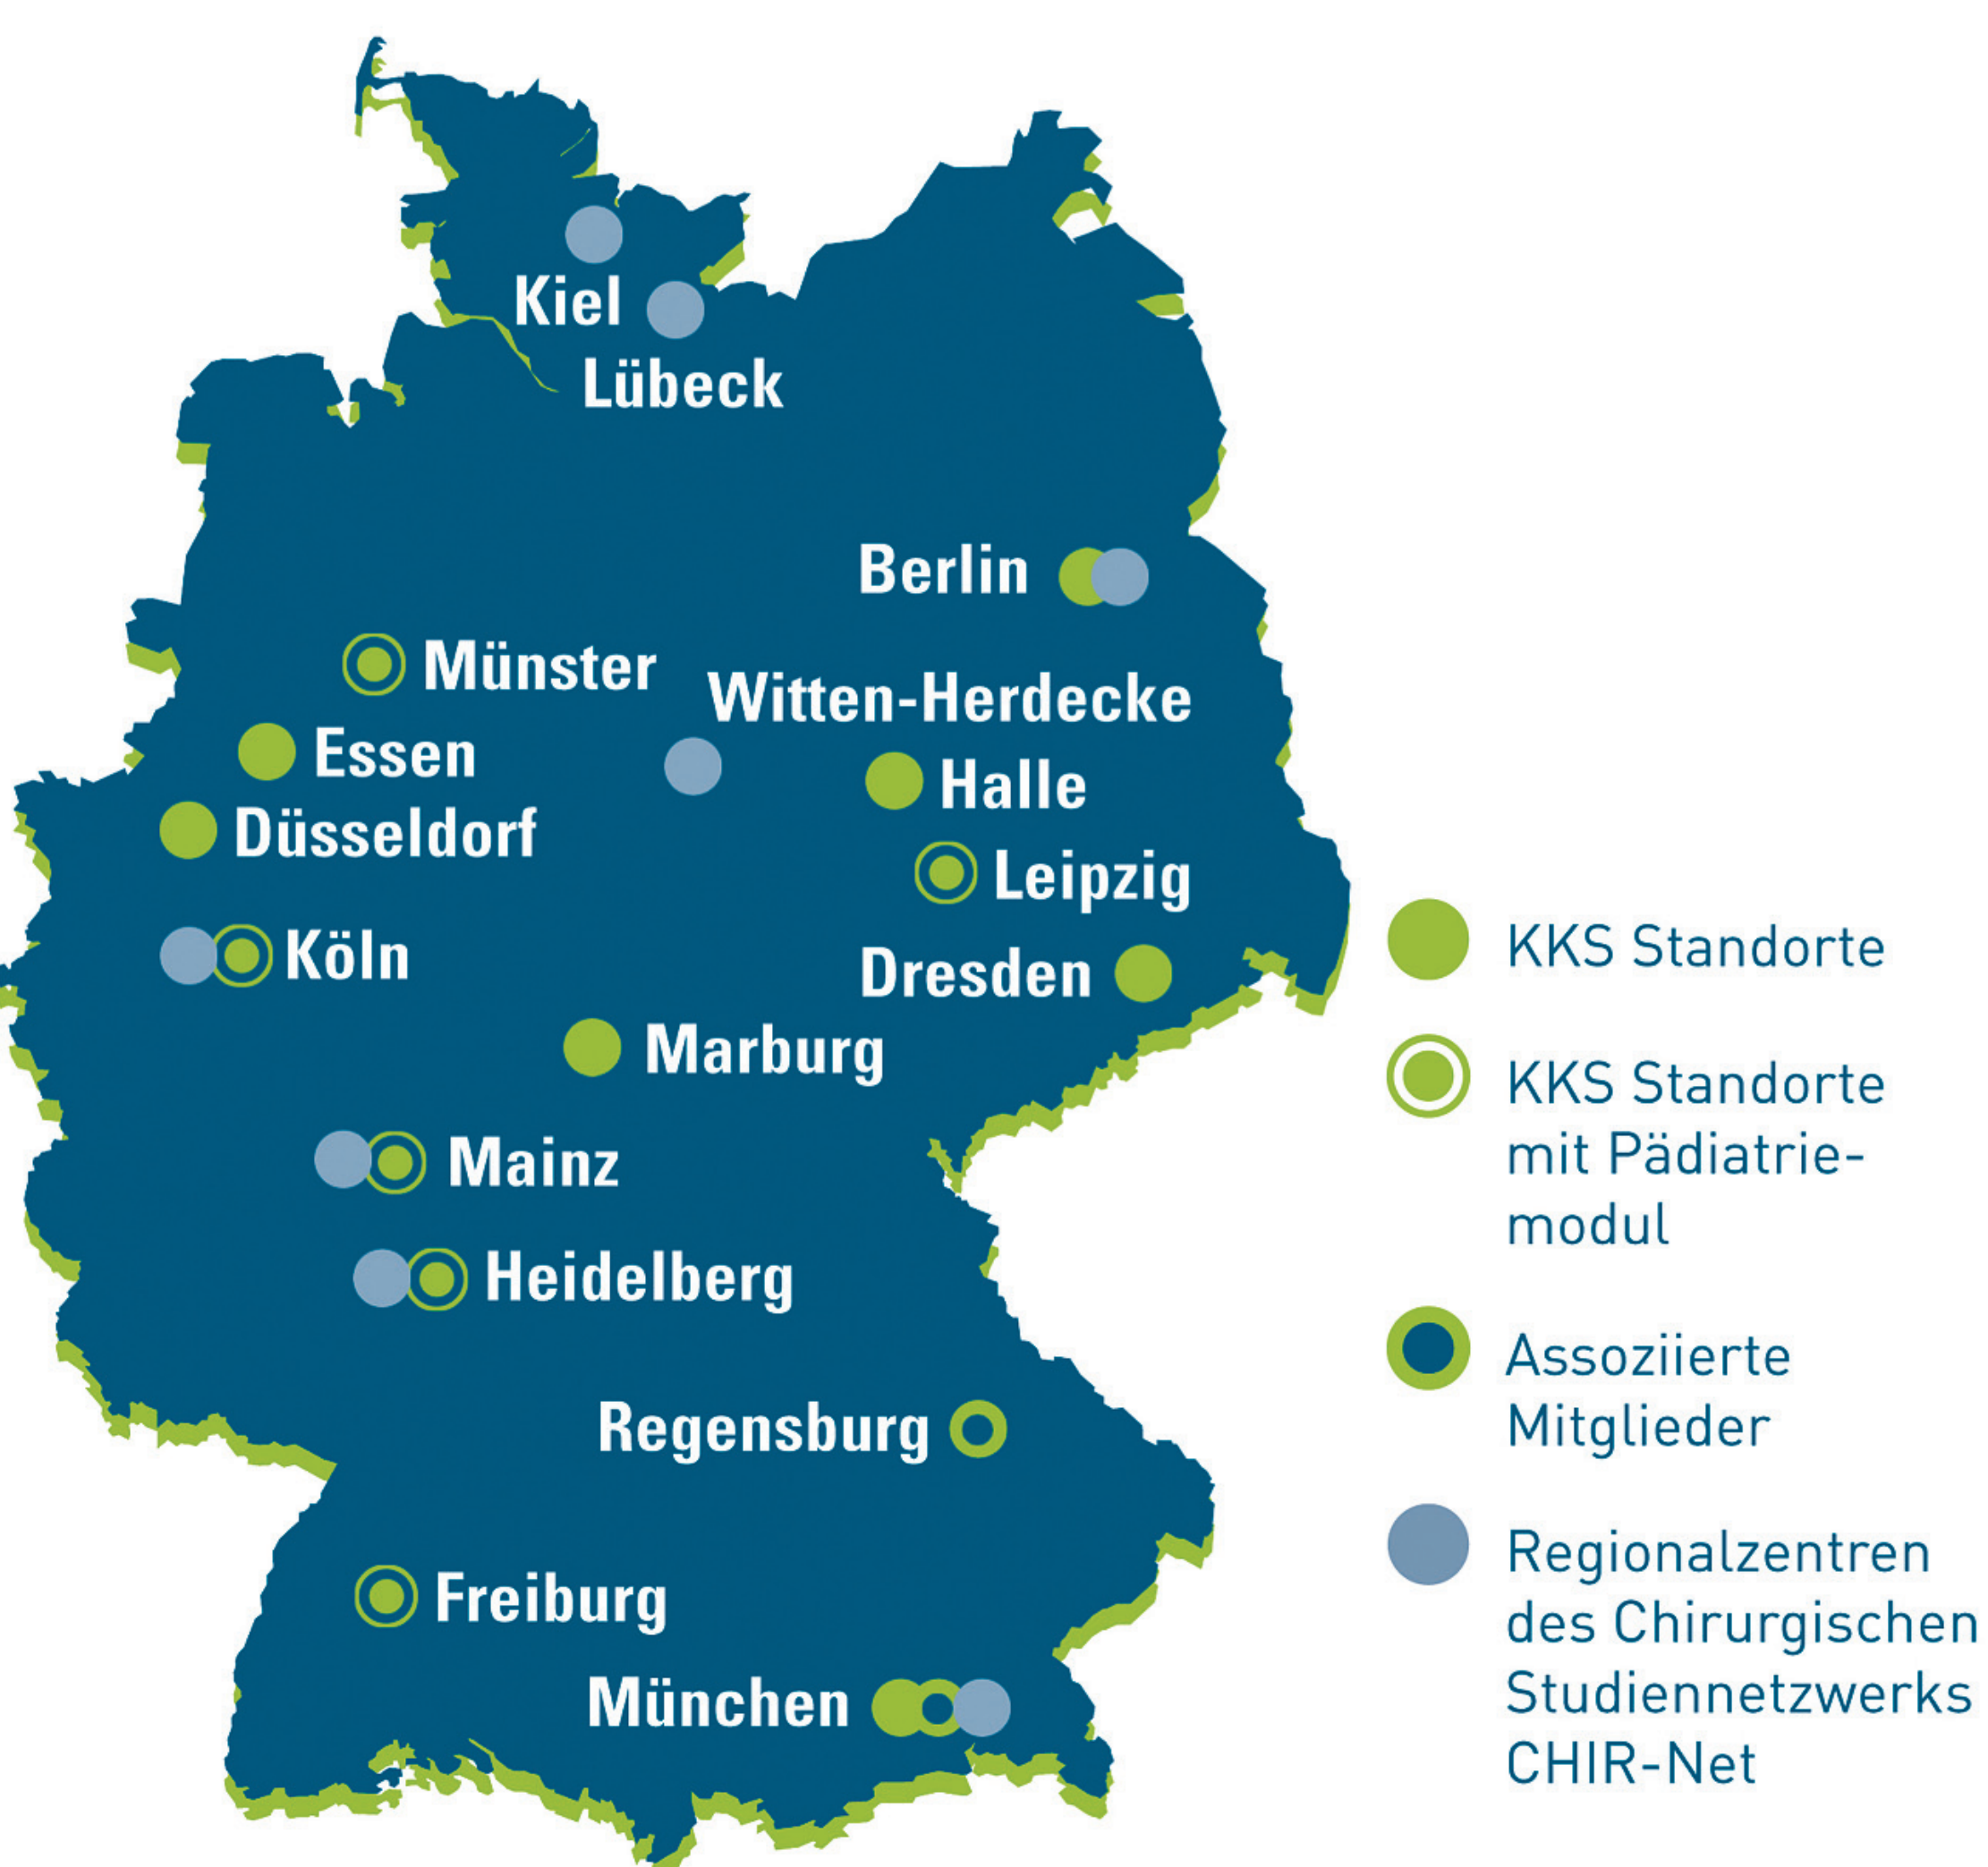 Kiel
Lübeck
Berlin
Münster
Witten-Herdecke
Essen
Halle
Düsseldorf
Leipzig
Köln
Dresden
Marburg
Mainz
Heidelberg
Regensburg
Freiburg
München
KKS Standorte
KKS Standorte
mit Pädiatrie-
modul
Assoziierte
Mitglieder
Regionalzentren
des Chirurgischen
Studiennetzwerks
CHIR-Net